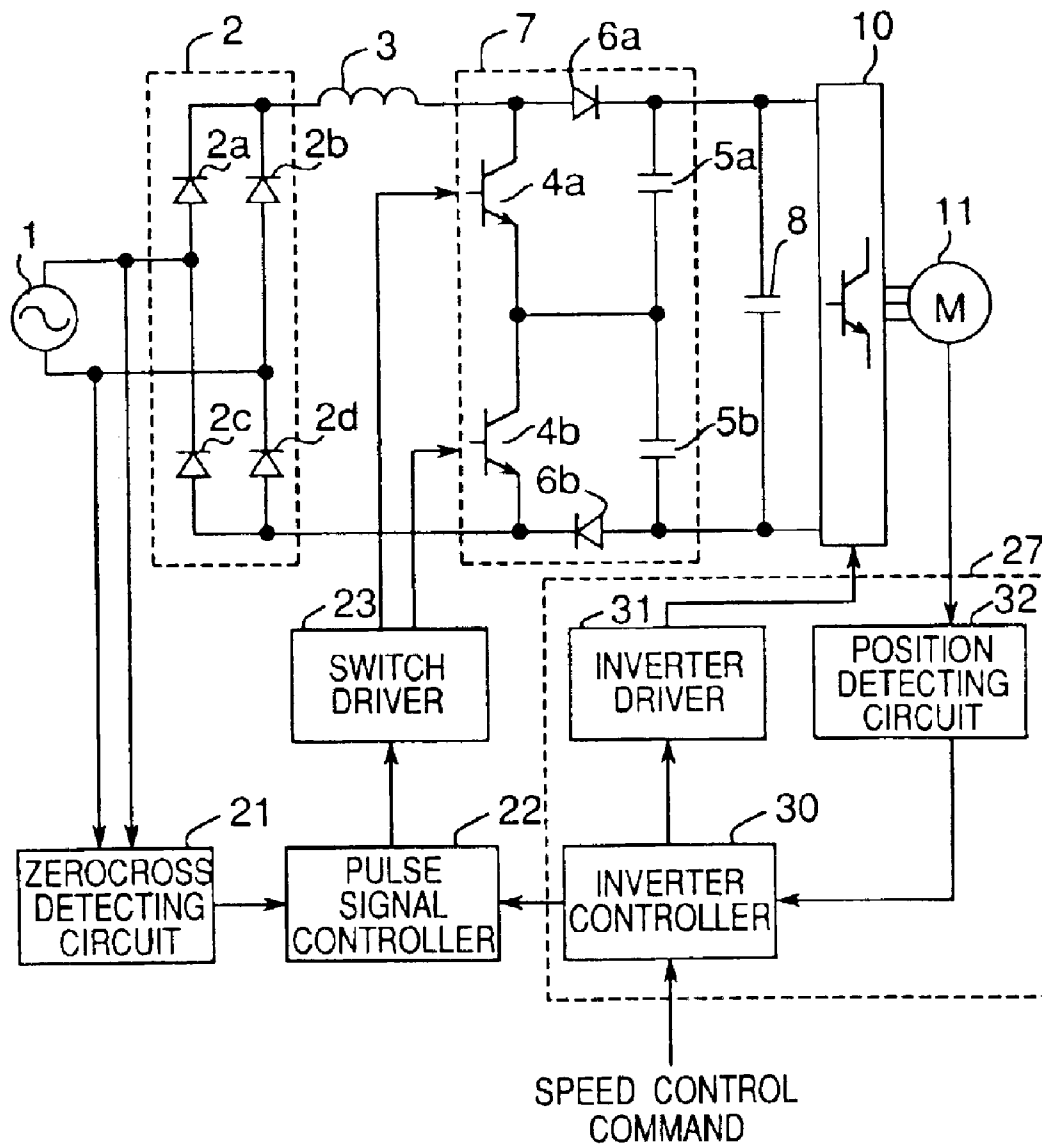 2
3
7
6a
10
2a
2b
4a
5a
1
8
11
M
2c
2d
4b
5b
6b
27
23
31
32
SWITCH
DRIVER
INVERTER
DRIVER
POSITION
DETECTING
CIRCUIT
21
22
30
ZEROCROSS
DETECTING
CIRCUIT
PULSE
SIGNAL
CONTROLLER
INVERTER
CONTROLLER
SPEED CONTROL
COMMAND